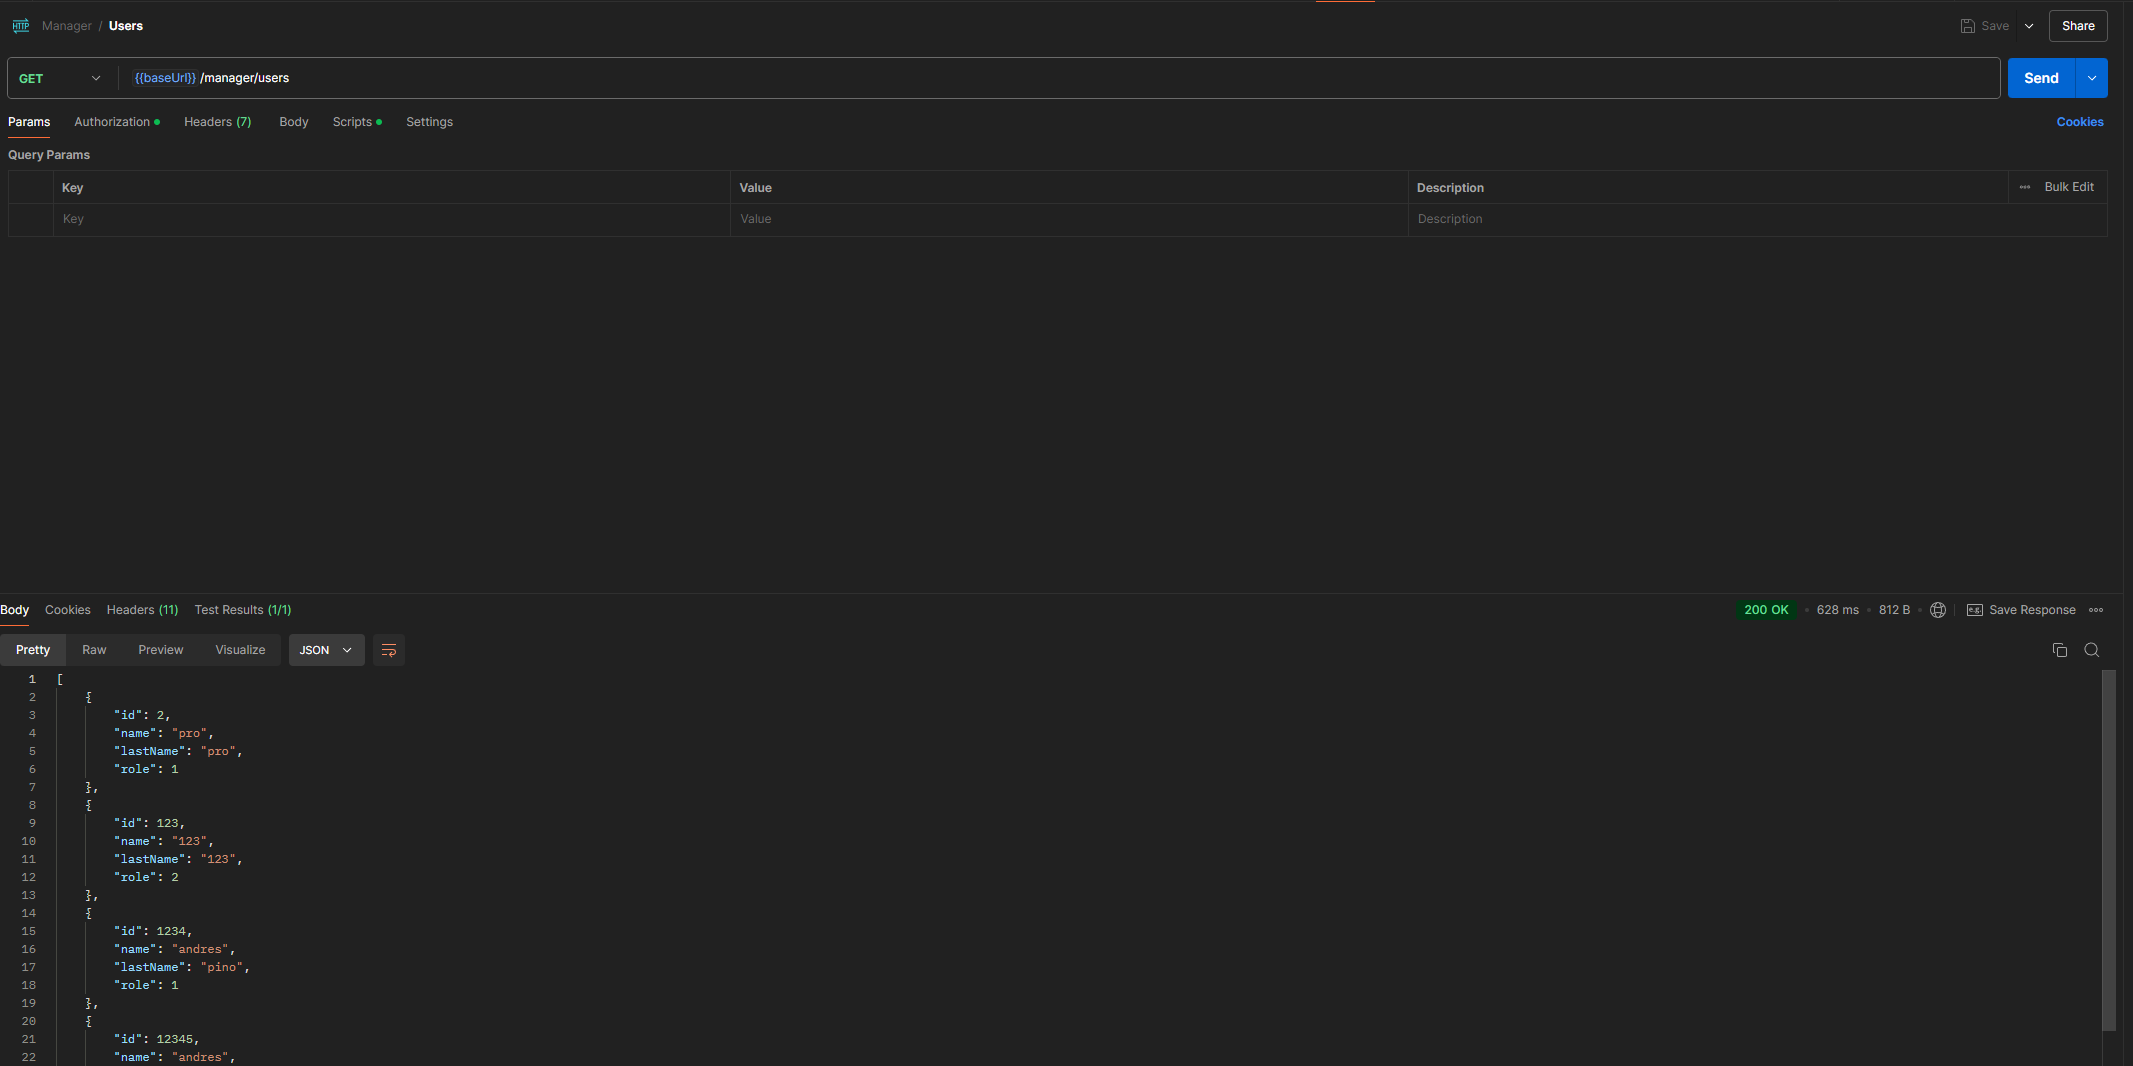 HTTP Manager / Users Save Share
GET {{baseUrl}} /manager/users Send
Params Authorization Headers (7) Body Scripts Settings Cookies
Query Params
Key Value Description ••• Bulk Edit
Key Value Description
Body Cookies Headers (11) Test Results (1/1) 200 OK • 628 ms • 812 B • e.g. Save Response •••
Pretty Raw Preview Visualize JSON
1 [
2 {
3 "id": 2,
4 "name": "pro",
5 "lastName": "pro",
6 "role": 1
7 },
8 {
9 "id": 123,
10 "name": "123",
11 "lastName": "123",
12 "role": 2
13 },
14 {
15 "id": 1234,
16 "name": "andres",
17 "lastName": "pino",
18 "role": 1
19 },
20 {
21 "id": 12345,
22 "name": "andres",